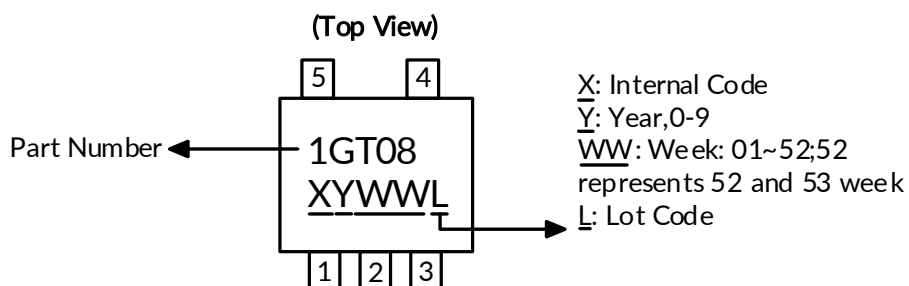 (Top View)
5 4
Part Number
1GT08
XYWWL
1 2 3
X: Internal Code
Y: Year,0-9
WW: Week: 01~52;52
represents 52 and 53 week
L: Lot Code